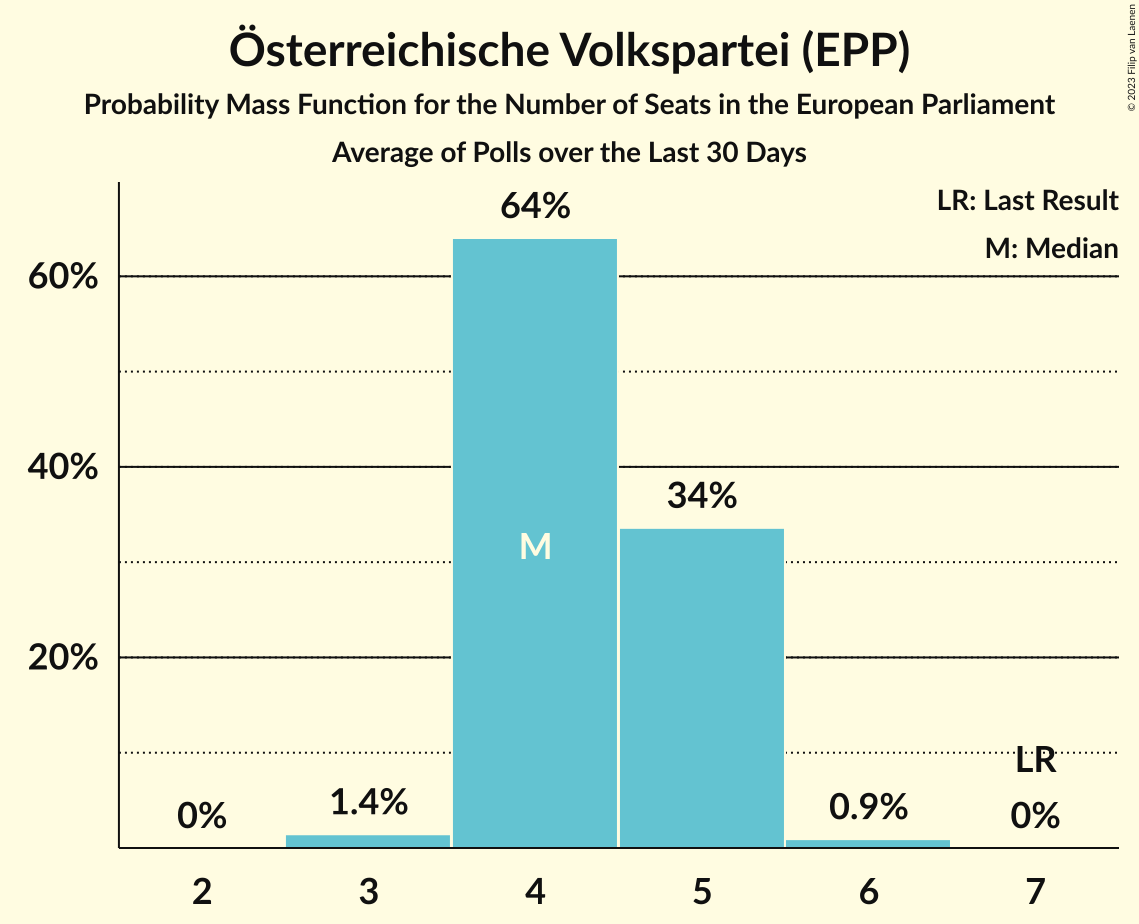 Österreichische Volkspartei (EPP)
Probability Mass Function for the Number of Seats in the European Parliament
Average of Polls over the Last 30 Days
© 2023 Filip van Laenen
LR: Last Result
M: Median
60%
40%
20%
0%
1.4%
64%
M
34%
0.9%
LR
0%
2
3
4
5
6
7